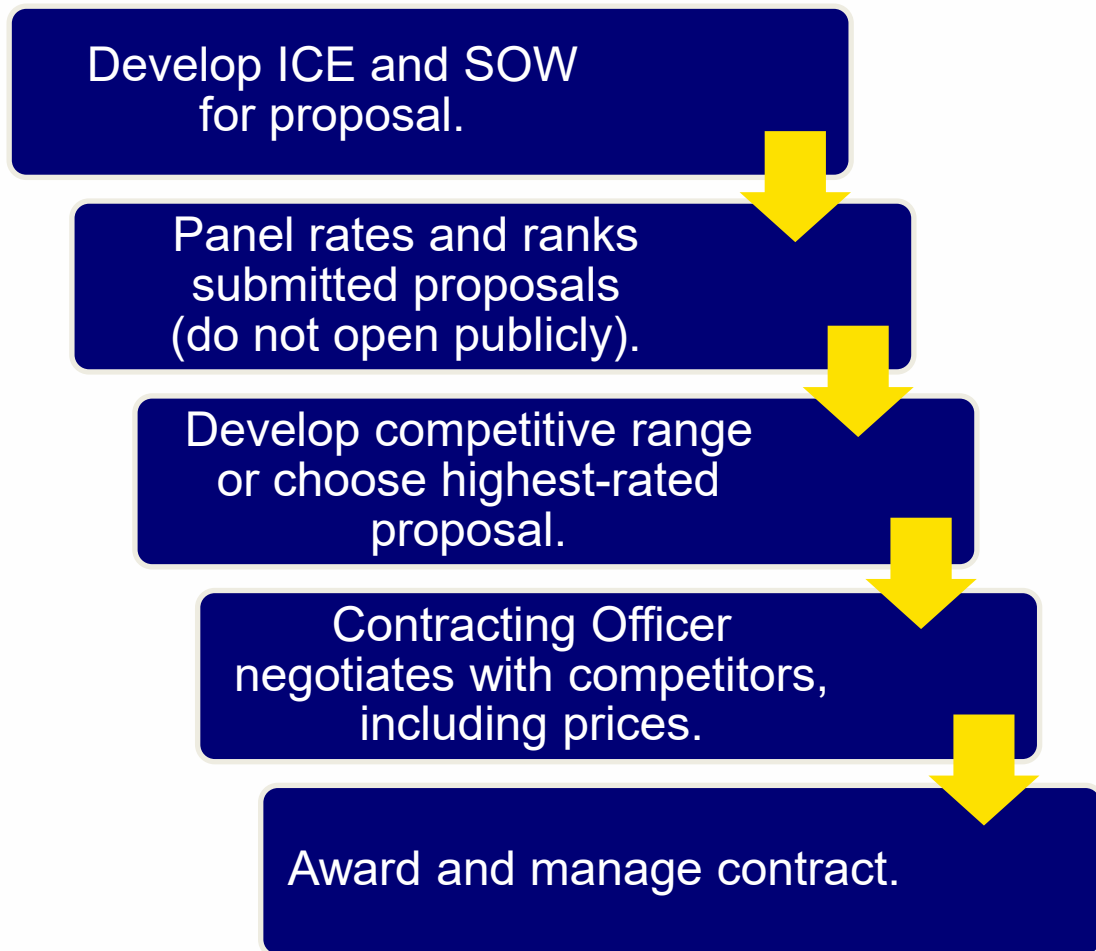 Develop ICE and SOW
for proposal.
Panel rates and ranks
submitted proposals
(do not open publicly).
Develop competitive range
or choose highest-rated
proposal.
Contracting Officer
negotiates with competitors,
including prices.
Award and manage contract.